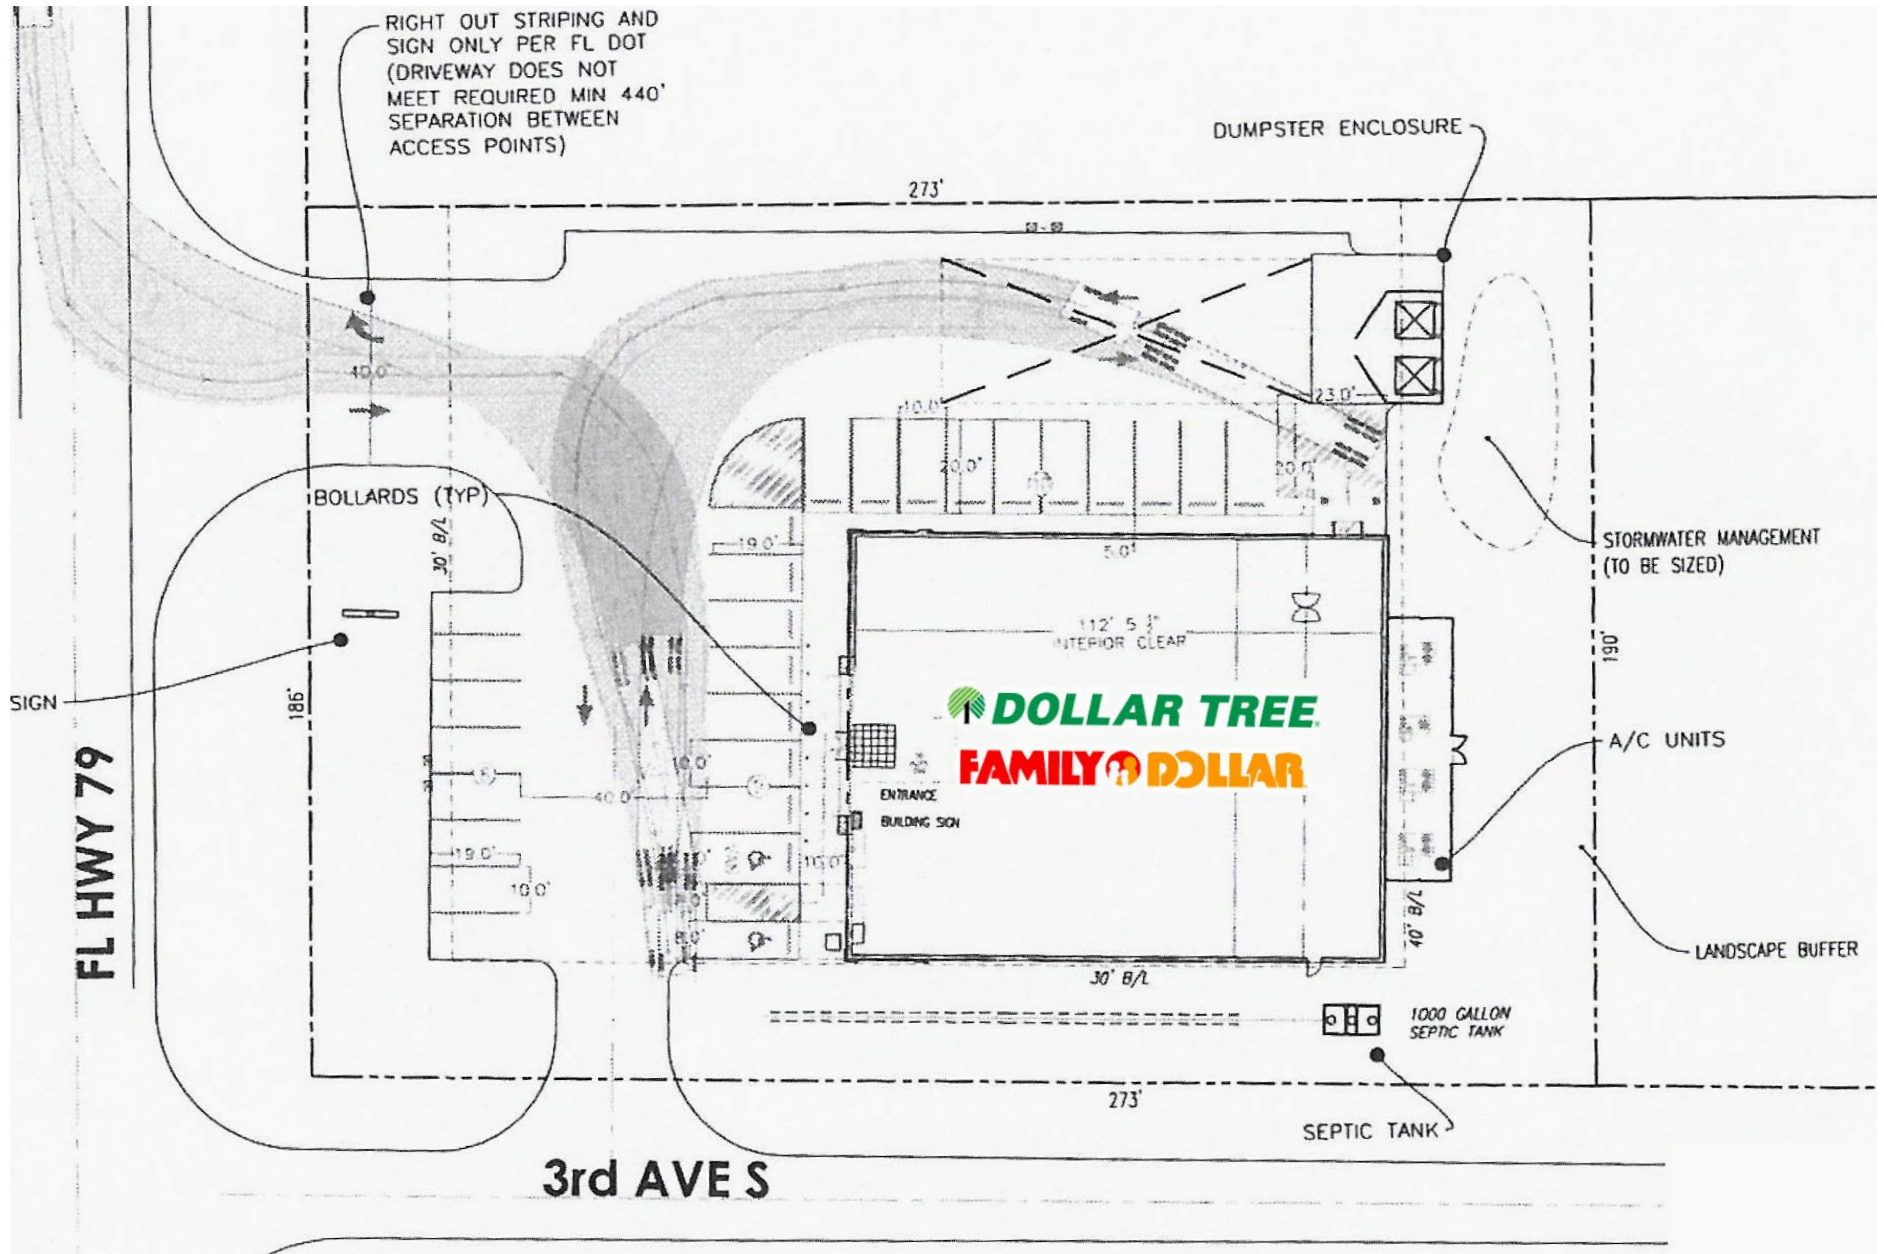 RIGHT OUT STRIPING AND
SIGN ONLY PER FL DOT
(DRIVEWAY DOES NOT
MEET REQUIRED MIN 440'
SEPARATION BETWEEN
ACCESS POINTS)
DUMPSTER ENCLOSURE
273'
40.0'
23.0'
10.0'
20.0'
20.0'
BOLLARDS (TYP)
30' B/L
19.0'
5.0'
STORMWATER MANAGEMENT
(TO BE SIZED)
112' 5
INTERIOR CLEAR
190'
SIGN
186'
DOLLAR TREE
FAMILY DOLLAR
A/C UNITS
FL HWY 79
10.0'
40.0'
ENTRANCE
BUILDING SIGN
19.0'
10.0'
10.0'
8.0'
40' B/L
LANDSCAPE BUFFER
30' B/L
1000 GALLON
SEPTIC TANK
273'
SEPTIC TANK
3rd AVE S